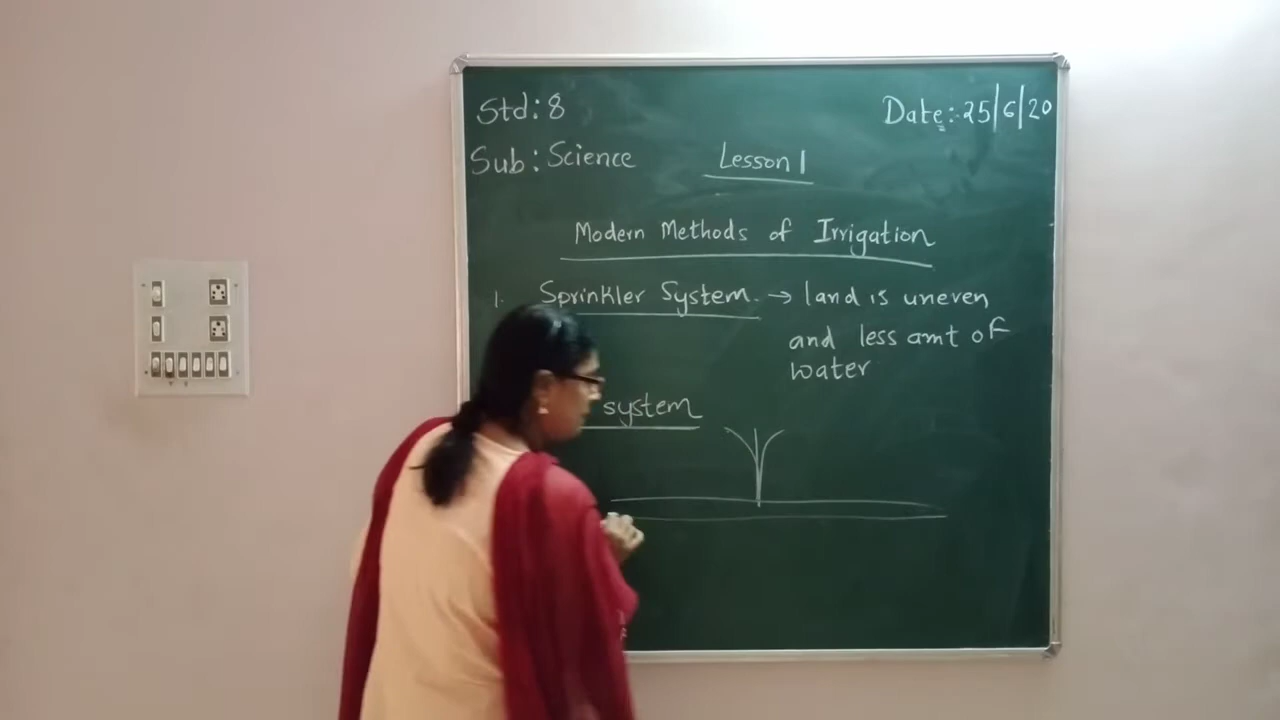 Std: 8
Date:- 25/6/20
Sub: Science
Lesson 1
Modern Methods of Irrigation
1. Sprinkler System. → land is uneven
and less amt of
water
system